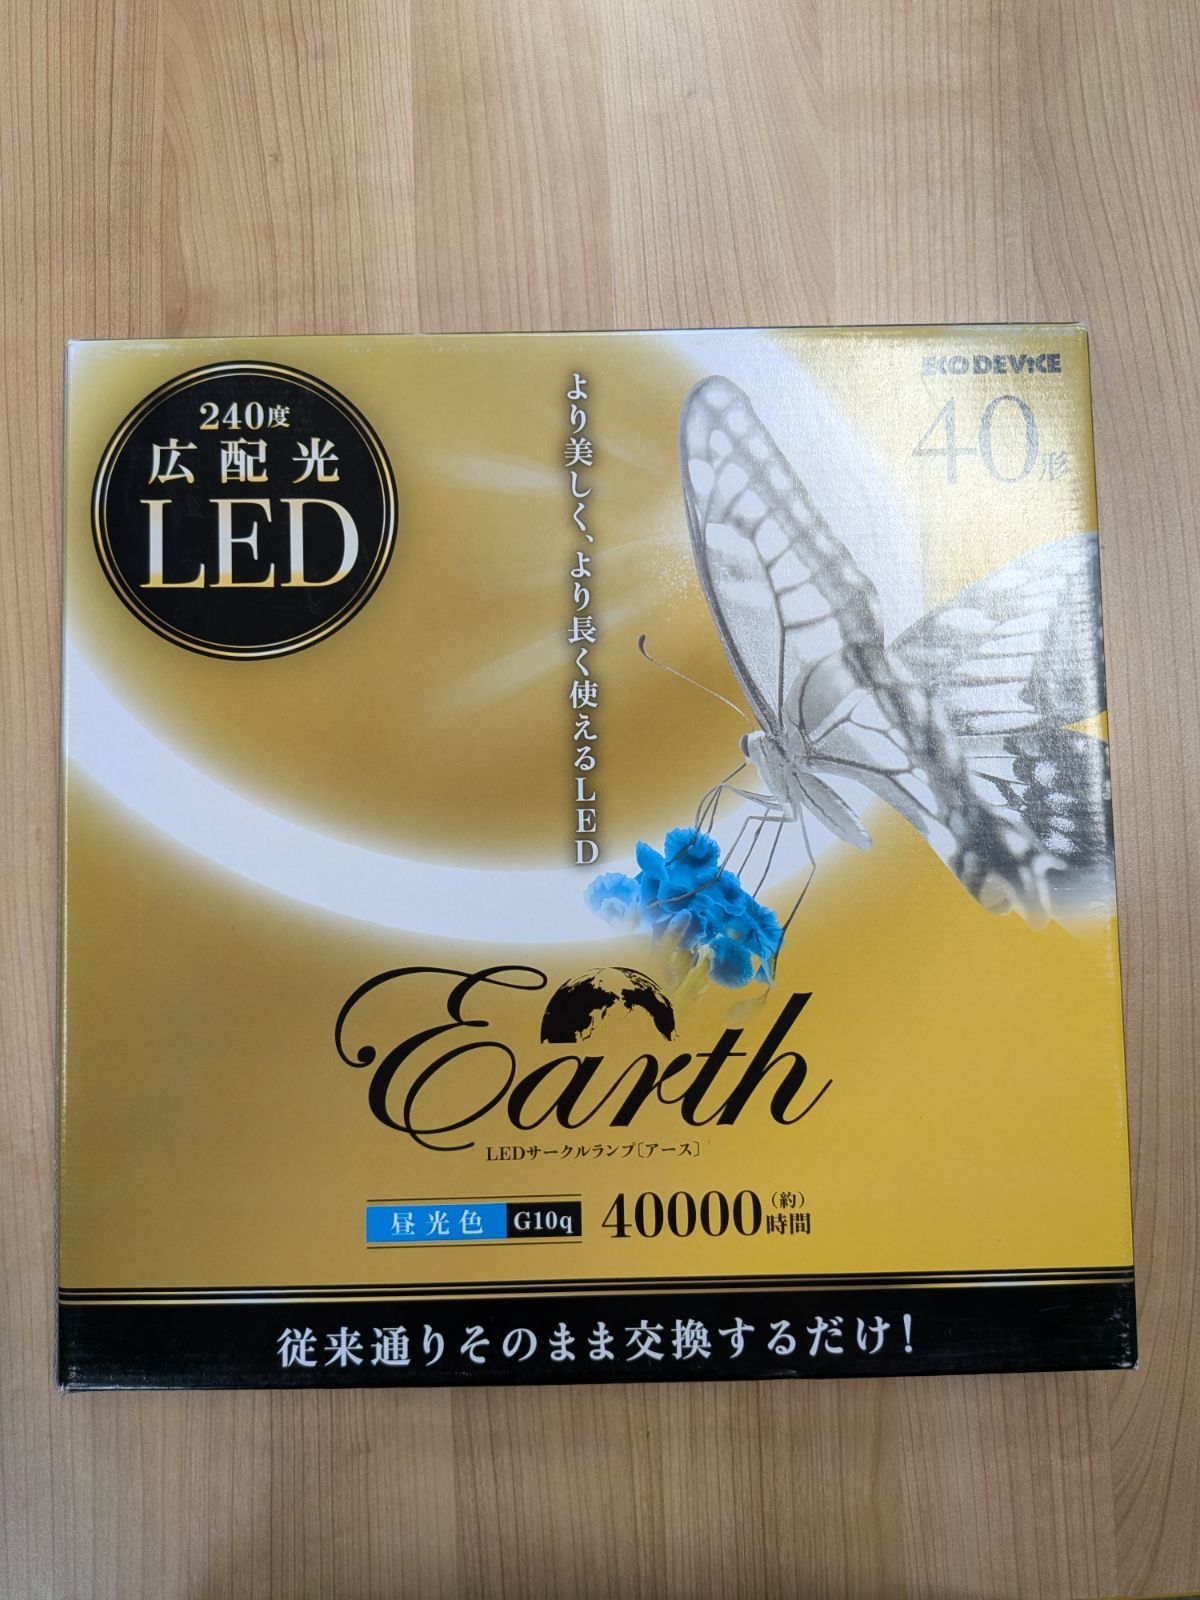 240度
広配光
LED
より美しく、より長く使えるLED
ECO DEVICE
40形
Earth
LEDサークルランプ〔アース〕
昼光色 G10q 40000(約)時間
従来通りそのまま交換するだけ!